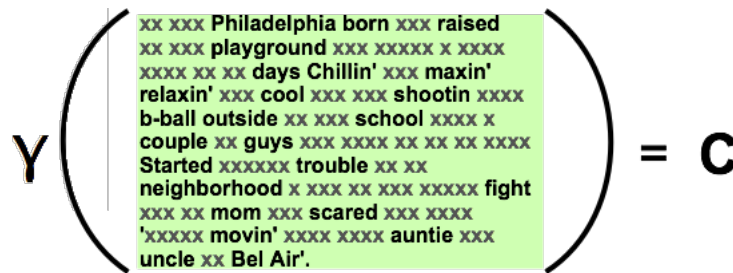 xx xxx Philadelphia born xxx raised
xx xxx playground xxx xxxxx x xxxx
xxxx xx xx days Chillin' xxx maxin'
relaxin' xxx cool xxx xxx shootin xxxx
b-ball outside xx xxx school xxxx x
couple xx guys xxx xxxx xx xx xx xxxx
Started xxxxxx trouble xx xx
neighborhood x xxx xx xxx xxxxx fight
xxx xx mom xxx scared xxx xxxx
'xxxxx movin' xxxx xxxx auntie xxx
uncle xx Bel Air'.
γ ( ) = C